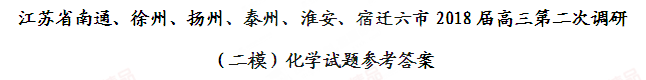 江苏省南通、徐州、扬州、泰州、淮安、宿迁六市 2018 届高三第二次调研
（二模）化学试题参考答案